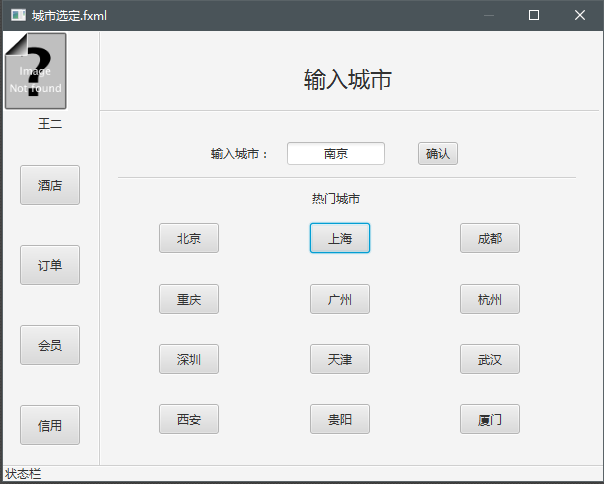 城市选定.fxml
?
Image
Not found
王二
酒店
订单
会员
信用
输入城市
输入城市： 南京 确认
热门城市
北京 上海 成都
重庆 广州 杭州
深圳 天津 武汉
西安 贵阳 厦门
状态栏